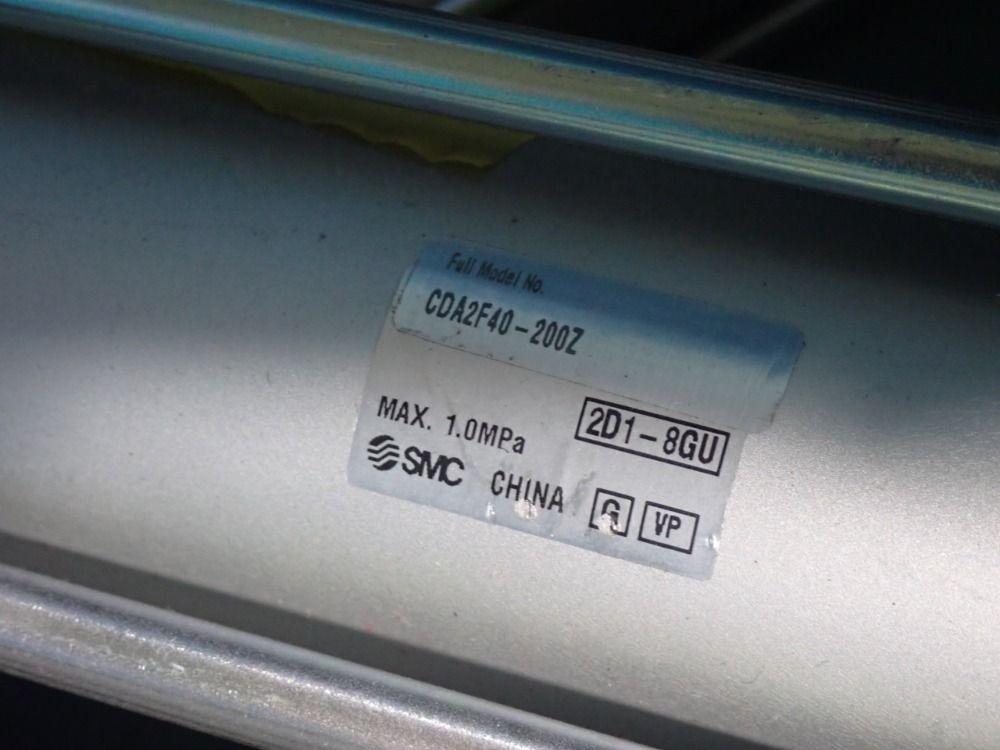 Full Model No.
CDA2F40-200Z
MAX. 1.0MPa
2D1-8GU
SMC CHINA G VP